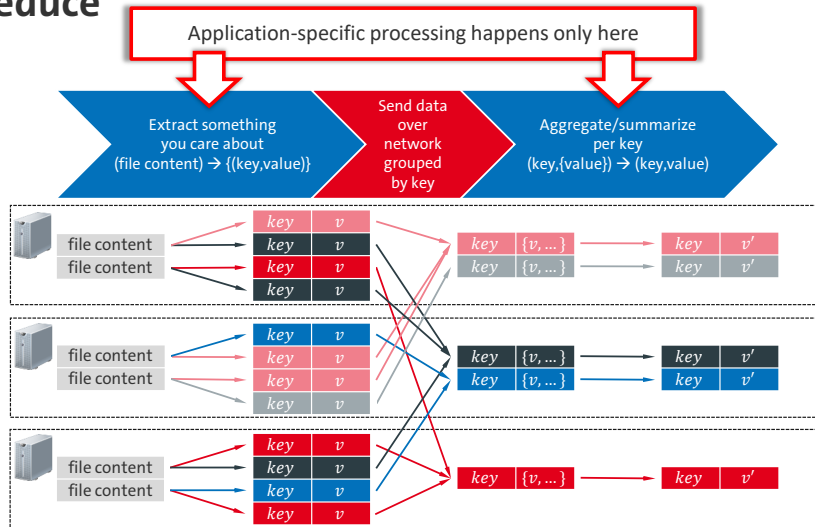 educe
Application-specific processing happens only here
Extract something
you care about
(file content) → {(key,value)}
Send data
over
network
grouped
by key
Aggregate/summarize
per key
(key,{value}) → (key,value)
file content
file content
key v
key v
key v
key v
key {v, …}
key {v, …}
key v′
key v′
file content
file content
key v
key v
key v
key v
key {v, …}
key {v, …}
key v′
key v′
file content
file content
key v
key v
key v
key v
key {v, …}
key v′